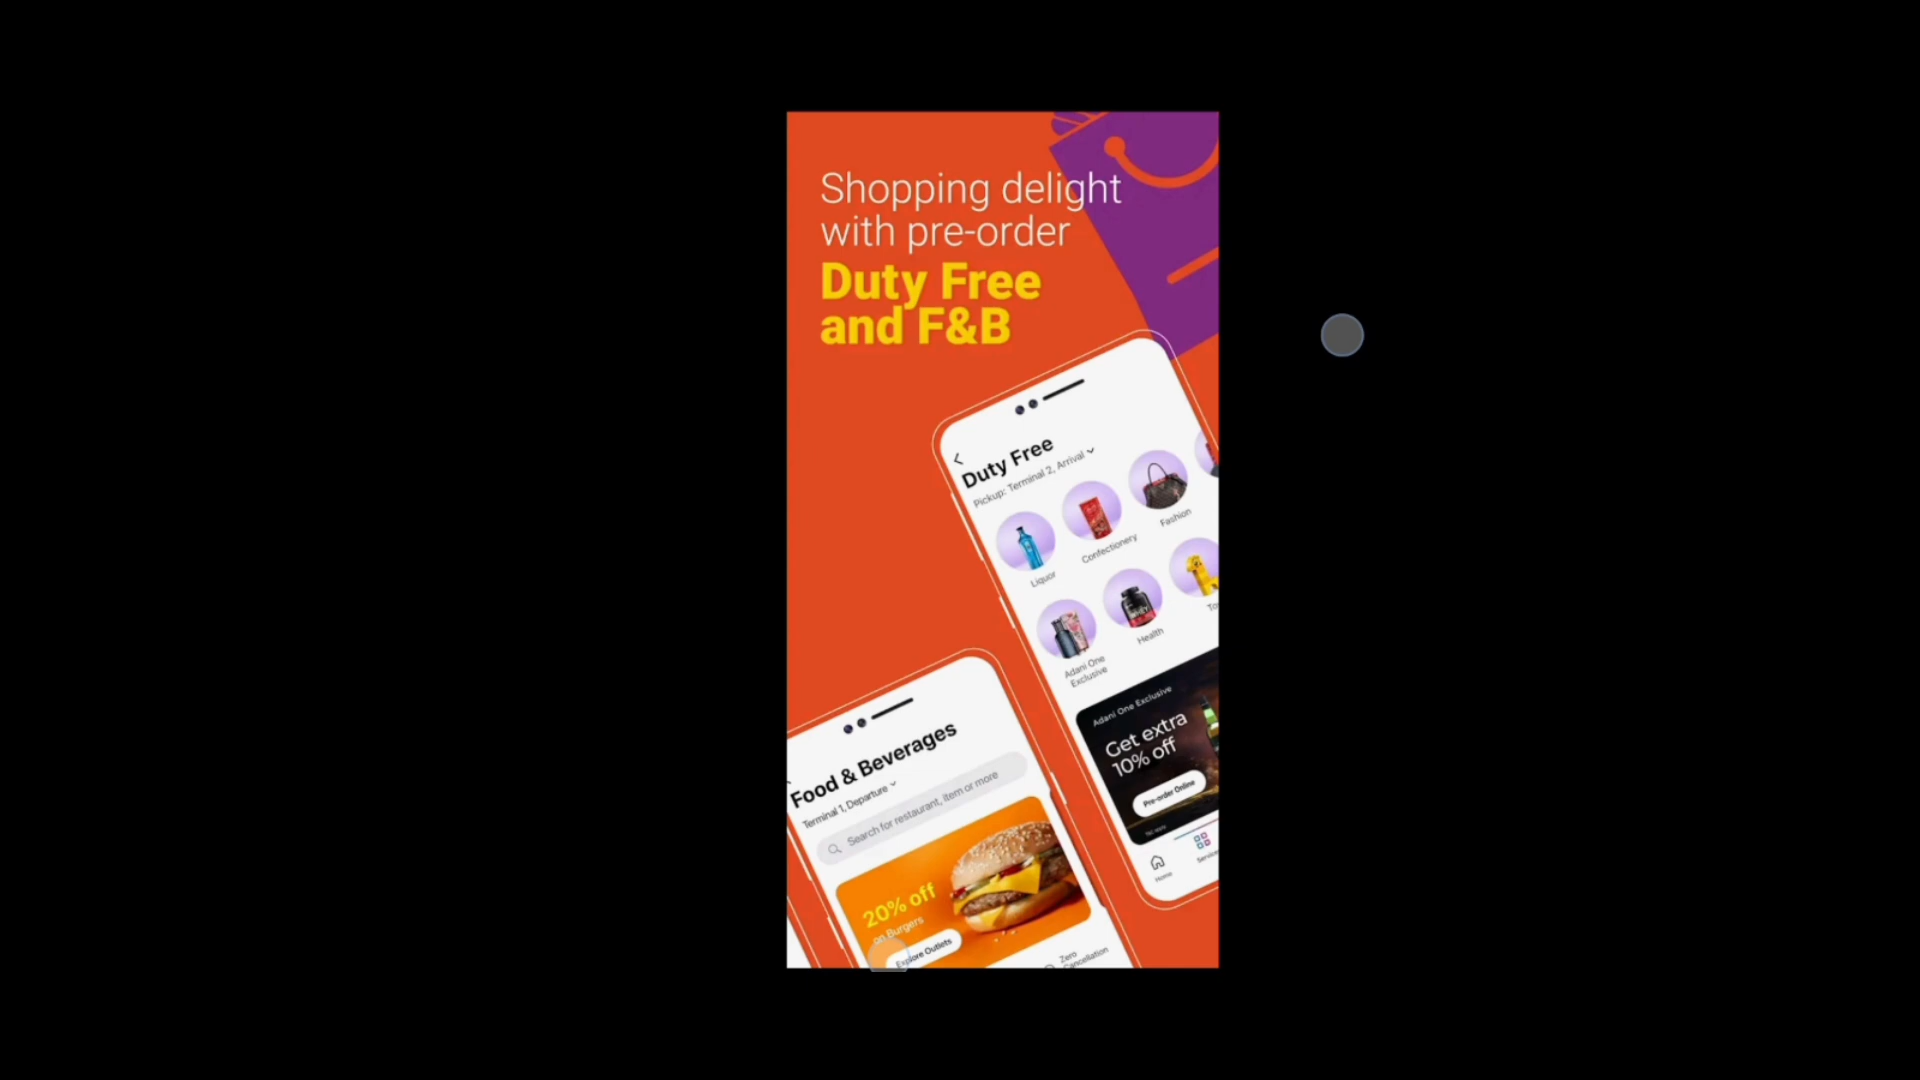 Shopping delight
with pre-order
Duty Free
and F&B
Duty Free
Pickup: Terminal 2, Arrival
Liquor
Confectionery
Fashion
Adani One
Exclusive
Health
Adani One Exclusive
Get extra
10% off
Pre-order Online
Home
Food & Beverages
Terminal 1, Departure
Search for restaurant, item or more
20% off
on Burgers
Explore Outlets
Zero
Cancellation